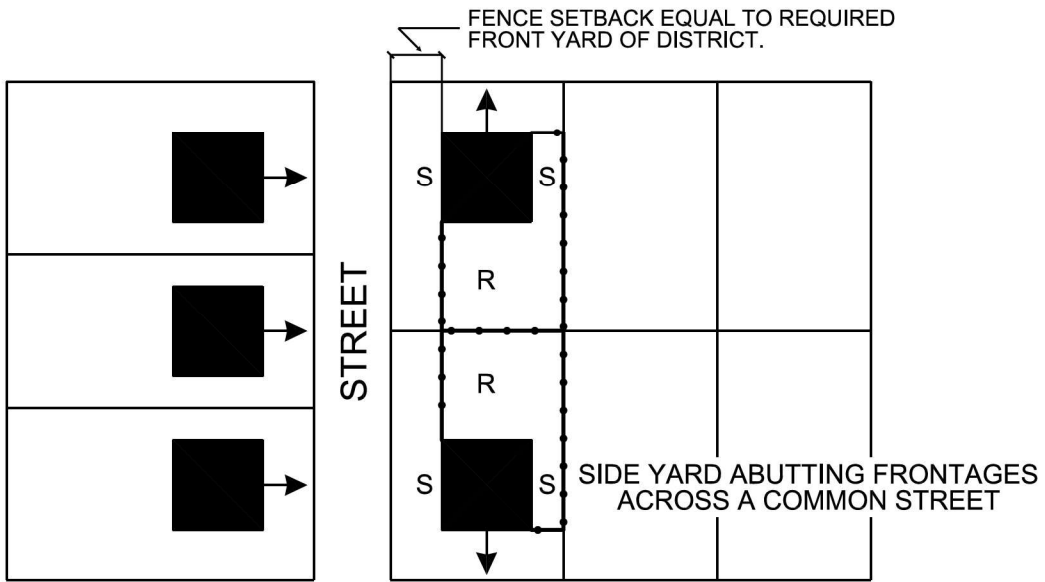 FENCE SETBACK EQUAL TO REQUIRED
FRONT YARD OF DISTRICT.
S
S
R
STREET
R
S
S
SIDE YARD ABUTTING FRONTAGES
ACROSS A COMMON STREET